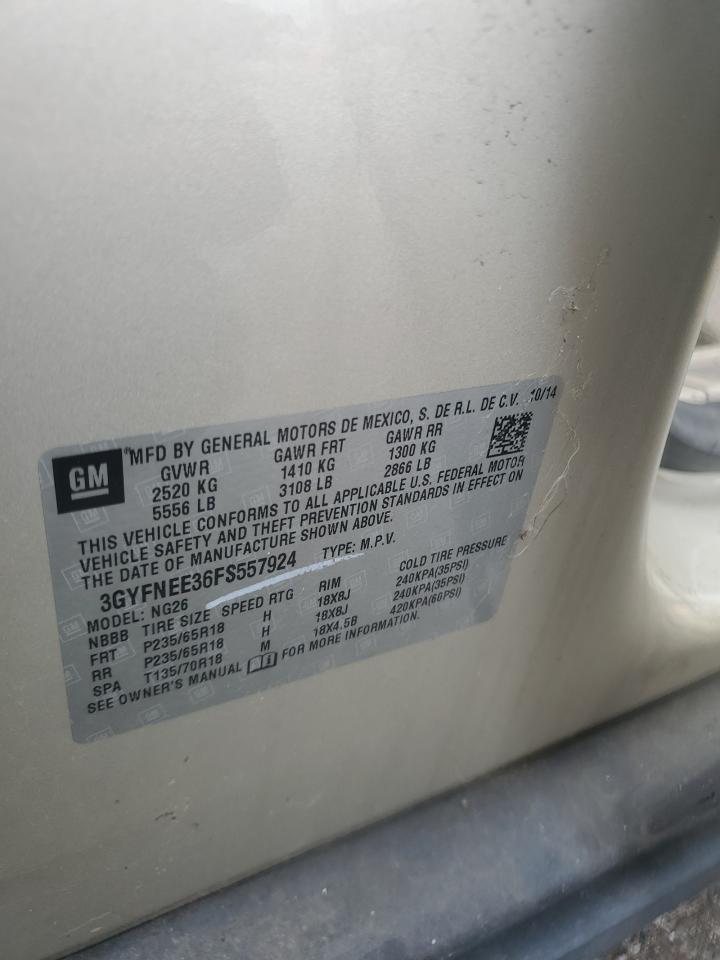 GM
®MFD BY GENERAL MOTORS DE MEXICO, S. DE R.L. DE C.V. 10/14
GVWR GAWR FRT GAWR RR
2520 KG 1410 KG 1300 KG
5556 LB 3108 LB 2866 LB
THIS VEHICLE CONFORMS TO ALL APPLICABLE U.S. FEDERAL MOTOR
VEHICLE SAFETY AND THEFT PREVENTION STANDARDS IN EFFECT ON
THE DATE OF MANUFACTURE SHOWN ABOVE.
3GYFNEE36FS557924 TYPE: M.P.V.
MODEL: NG26
NBBB TIRE SIZE SPEED RTG RIM COLD TIRE PRESSURE
FRT P235/65R18 H 18X8J 240KPA(35PSI)
RR P235/65R18 H 18X8J 240KPA(35PSI)
SPA T135/70R18 M 18X4.5B 420KPA(60PSI)
SEE OWNER'S MANUAL FOR MORE INFORMATION.